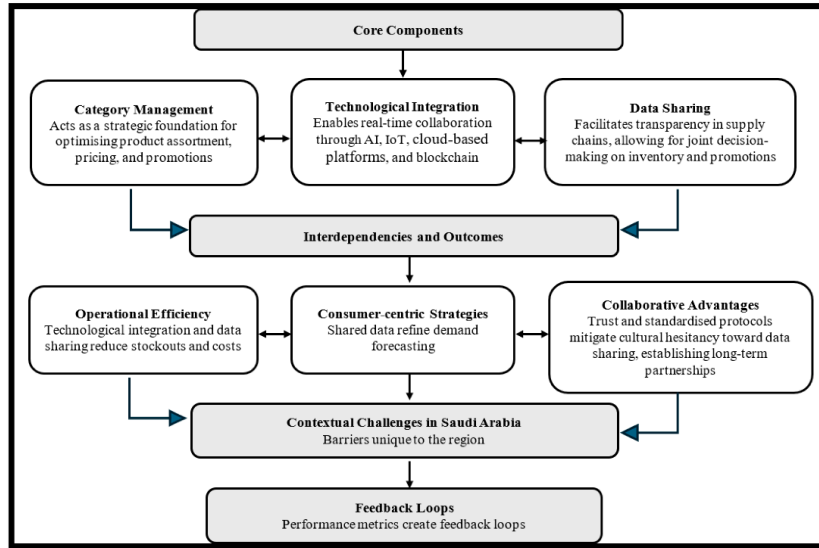 Core Components
Category Management
Acts as a strategic foundation for
optimising product assortment,
pricing, and promotions
Technological Integration
Enables real-time collaboration
through AI, IoT, cloud-based
platforms, and blockchain
Data Sharing
Facilitates transparency in supply
chains, allowing for joint decision-
making on inventory and promotions
Interdependencies and Outcomes
Operational Efficiency
Technological integration and data
sharing reduce stockouts and costs
Consumer-centric Strategies
Shared data refine demand
forecasting
Collaborative Advantages
Trust and standardised protocols
mitigate cultural hesitancy toward data
sharing, establishing long-term
partnerships
Contextual Challenges in Saudi Arabia
Barriers unique to the region
Feedback Loops
Performance metrics create feedback loops